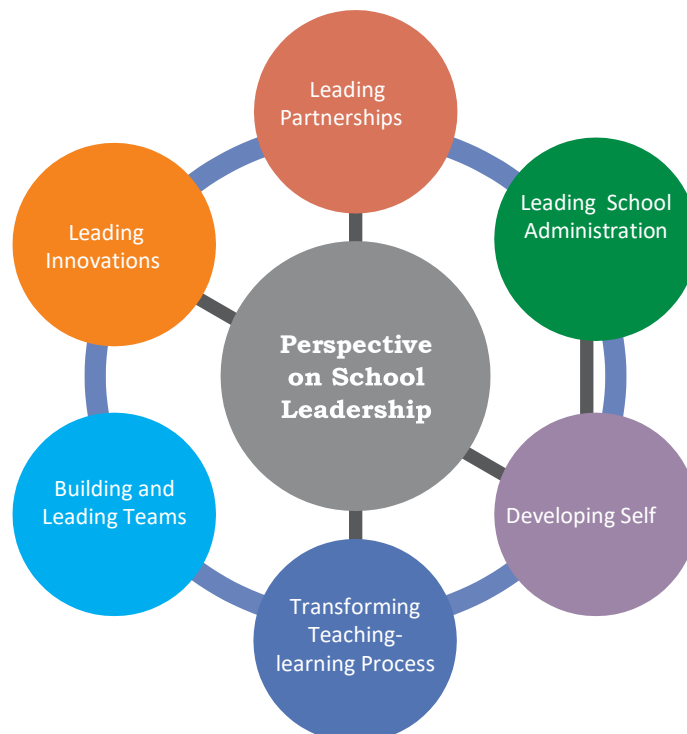 Leading
Partnerships
Leading School
Administration
Leading
Innovations
Perspective
on School
Leadership
Building and
Leading Teams
Developing Self
Transforming
Teaching-
learning Process